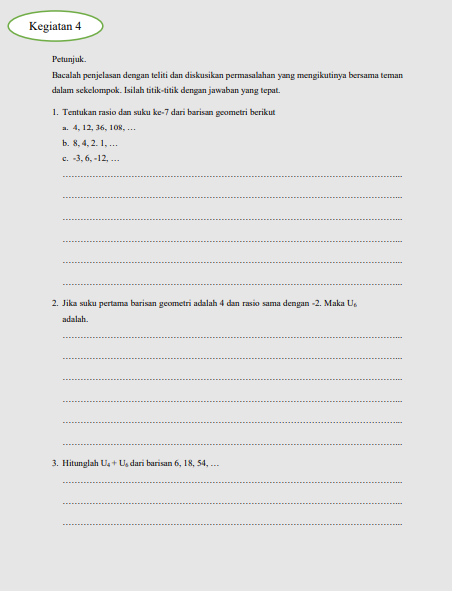 Kegiatan 4
Petunjuk.
Bacalah penjelasan dengan teliti dan diskusikan permasalahan yang mengikutinya bersama teman
dalam sekelompok. Isilah titik-titik dengan jawaban yang tepat.
1. Tentukan rasio dan suku ke-7 dari barisan geometri berikut
a. 4, 12, 36, 108, …
b. 8, 4, 2. 1, …
c. -3, 6, -12, …
2. Jika suku pertama barisan geometri adalah 4 dan rasio sama dengan -2. Maka U₆
adalah.
3. Hitunglah U₄ + U₆ dari barisan 6, 18, 54, …